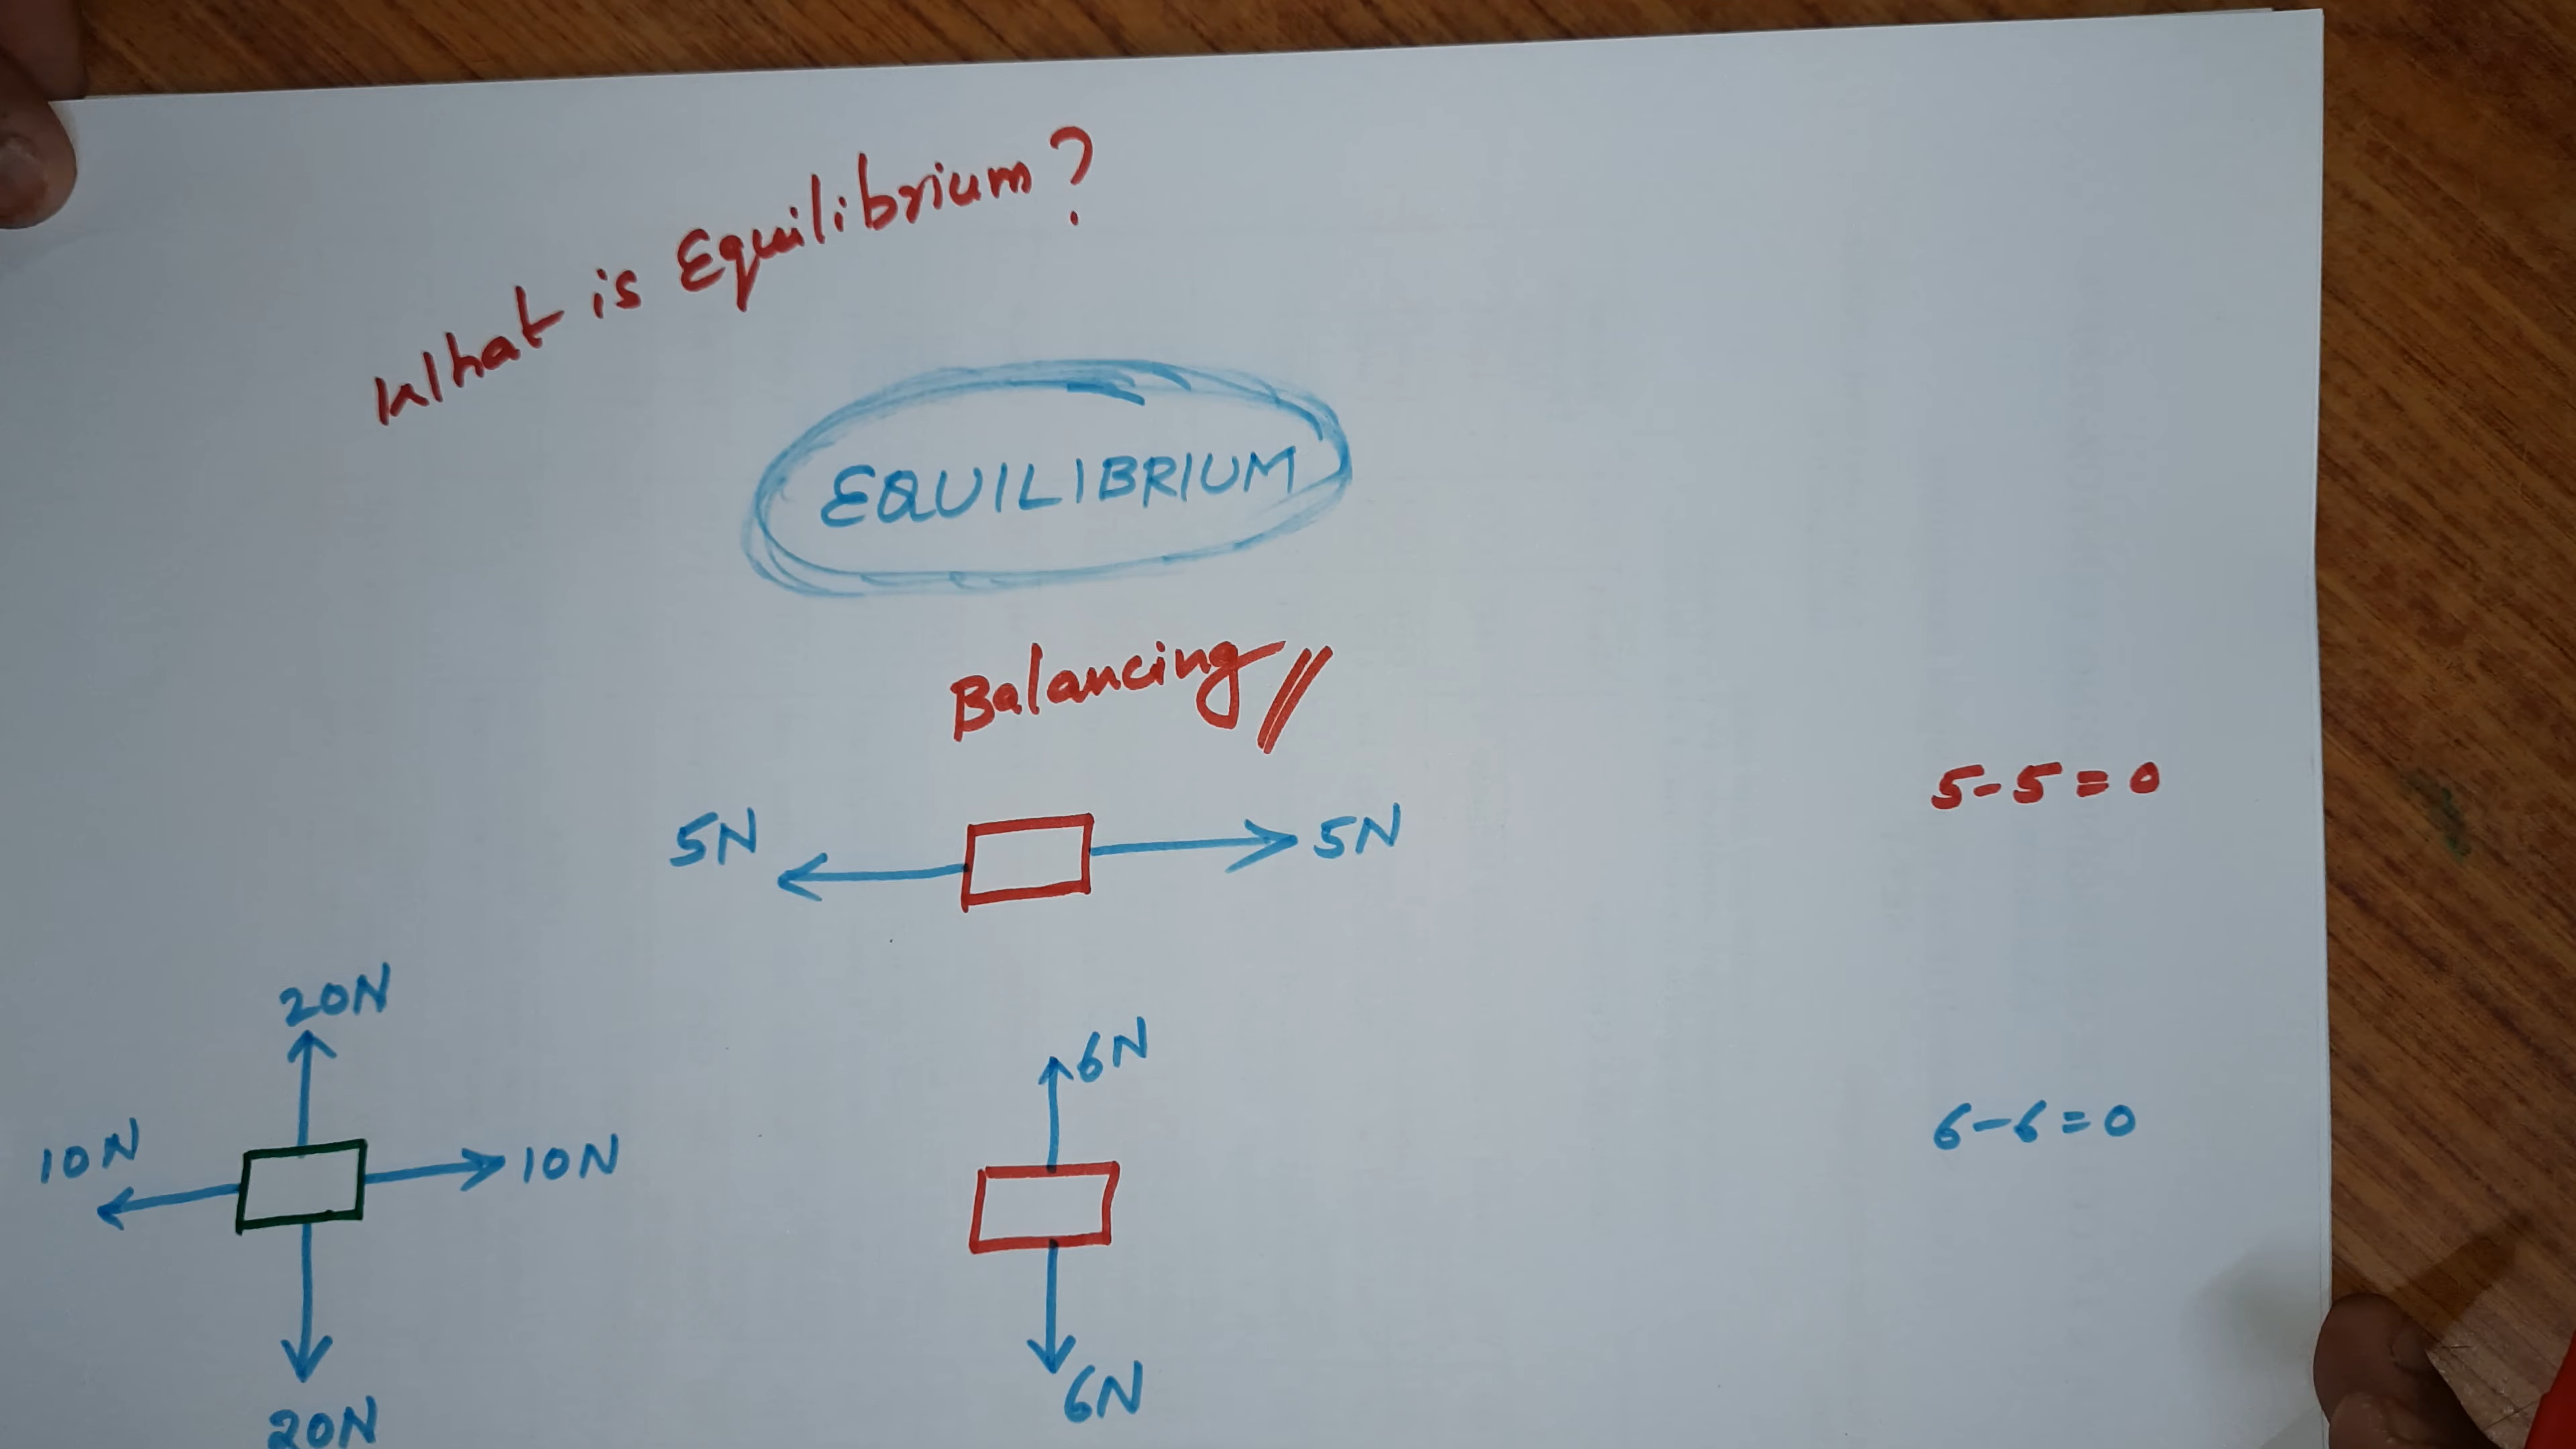 What is Equilibrium?
EQUILIBRIUM
Balancing
5N 5N
5-5=0
20N
10N 10N
20N
6N
6N
6-6=0